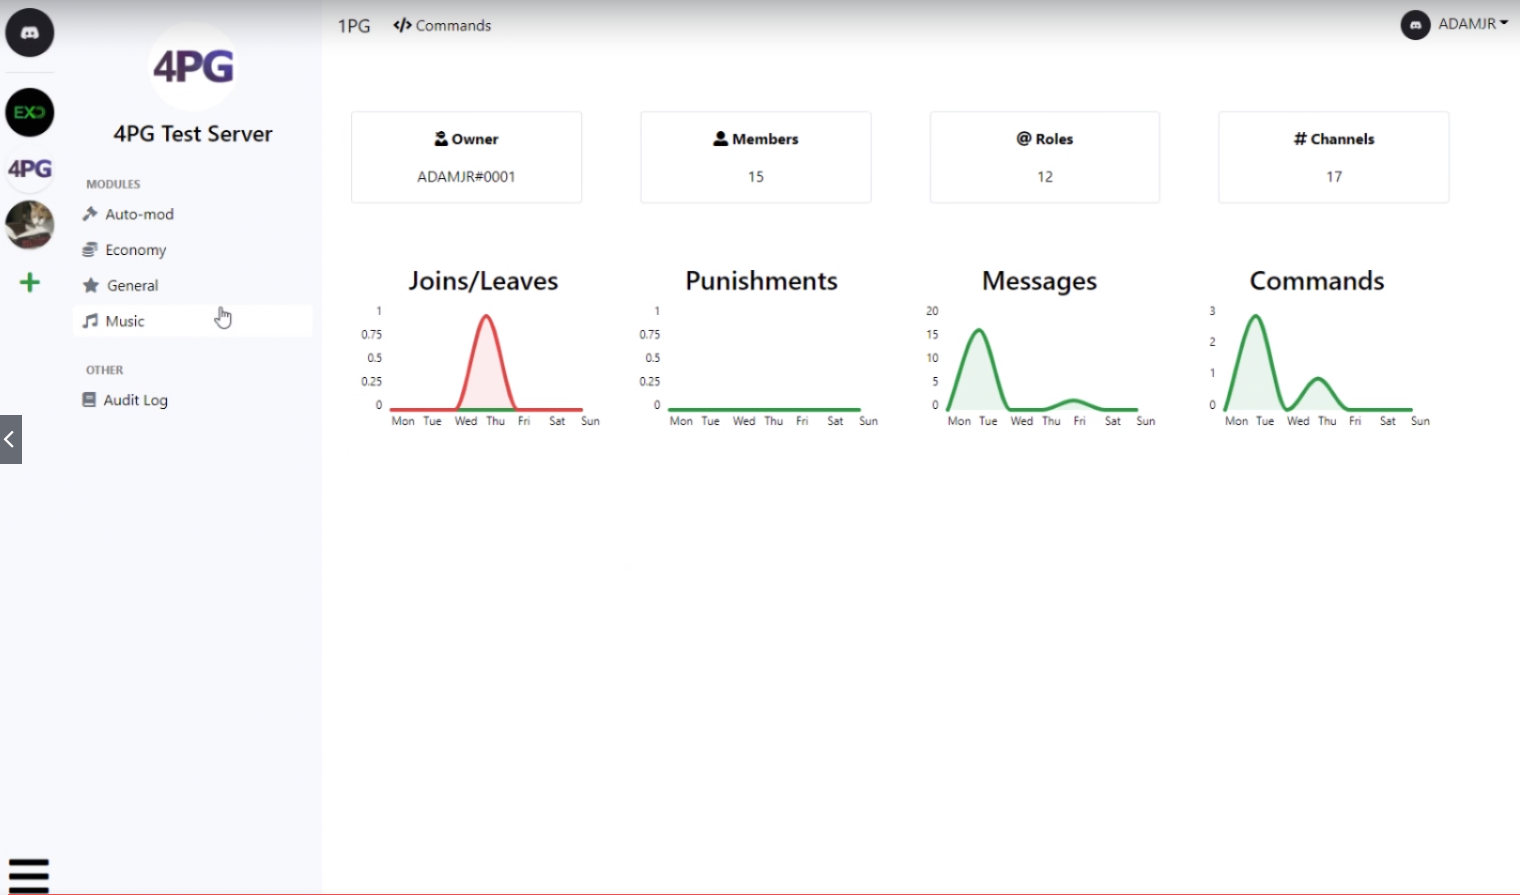 1PG
Commands
ADAMJR
EXD
4PG
4PG
4PG Test Server
MODULES
Auto-mod
Economy
General
Music
OTHER
Audit Log
Owner
ADAMJR#0001
Members
15
@ Roles
12
# Channels
17
Joins/Leaves
1
0.75
0.5
0.25
0
Mon Tue Wed Thu Fri Sat Sun
Punishments
1
0.75
0.5
0.25
0
Mon Tue Wed Thu Fri Sat Sun
Messages
20
15
10
5
0
Mon Tue Wed Thu Fri Sat Sun
Commands
3
2
1
0
Mon Tue Wed Thu Fri Sat Sun